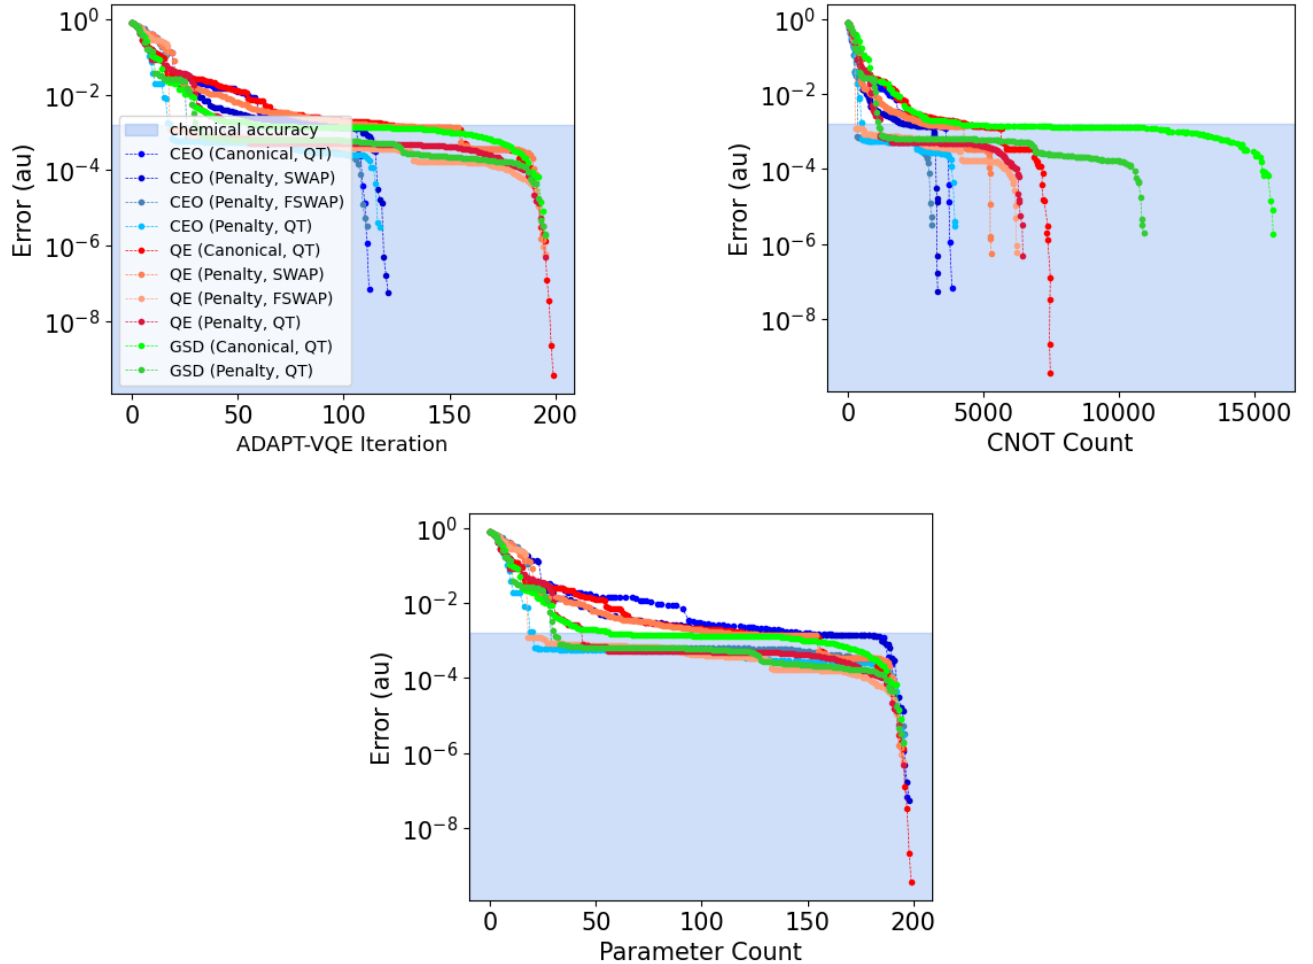 10^0
10^-2
10^-4
10^-6
10^-8
Error (au)
chemical accuracy
CEO (Canonical, QT)
CEO (Penalty, SWAP)
CEO (Penalty, FSWAP)
CEO (Penalty, QT)
QE (Canonical, QT)
QE (Penalty, SWAP)
QE (Penalty, FSWAP)
QE (Penalty, QT)
GSD (Canonical, QT)
GSD (Penalty, QT)
0 50 100 150 200
ADAPT-VQE Iteration
10^0
10^-2
10^-4
10^-6
10^-8
Error (au)
0 5000 10000 15000
CNOT Count
10^0
10^-2
10^-4
10^-6
10^-8
Error (au)
0 50 100 150 200
Parameter Count